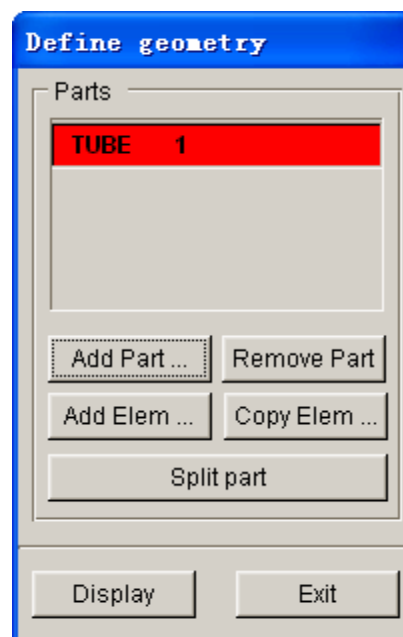 Define geometry
Parts
TUBE 1
Add Part ... Remove Part
Add Elem ... Copy Elem ...
Split part
Display Exit